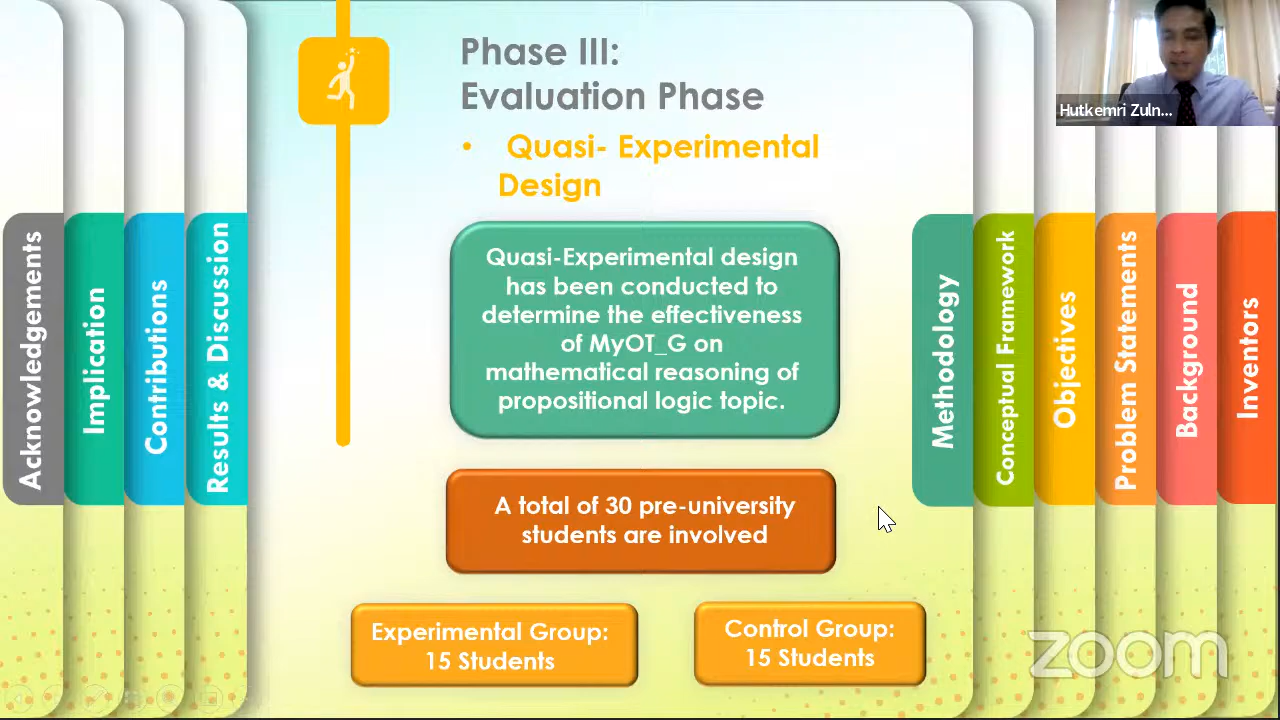 Phase III:
Evaluation Phase
• Quasi- Experimental
Design
Quasi-Experimental design
has been conducted to
determine the effectiveness
of MyOT_G on
mathematical reasoning of
propositional logic topic.
A total of 30 pre-university
students are involved
Experimental Group:
15 Students
Control Group:
15 Students
Acknowledgements
Implication
Contributions
Results & Discussion
Methodology
Conceptual Framework
Objectives
Problem Statements
Background
Inventors
Hutkemri Zuln...
zoom